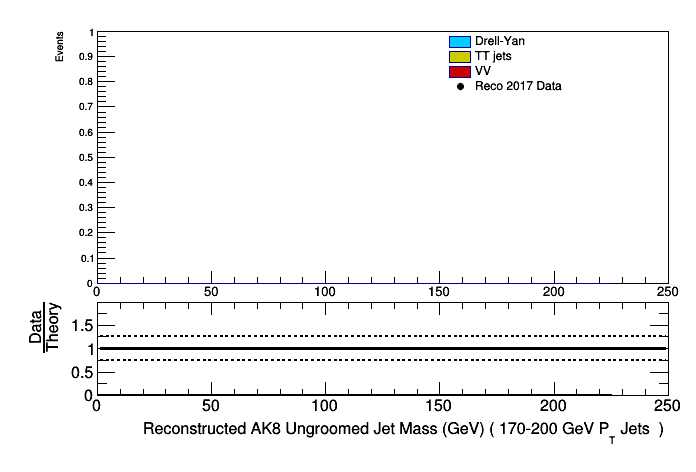 Events
1
0.9
0.8
0.7
0.6
0.5
0.4
0.3
0.2
0.1
0
0 50 100 150 200 250
Drell-Yan
TT jets
VV
Reco 2017 Data
Data
Theory
1.5
1
0.5
0
0 50 100 150 200 250
Reconstructed AK8 Ungroomed Jet Mass (GeV) ( 170-200 GeV P_T Jets )